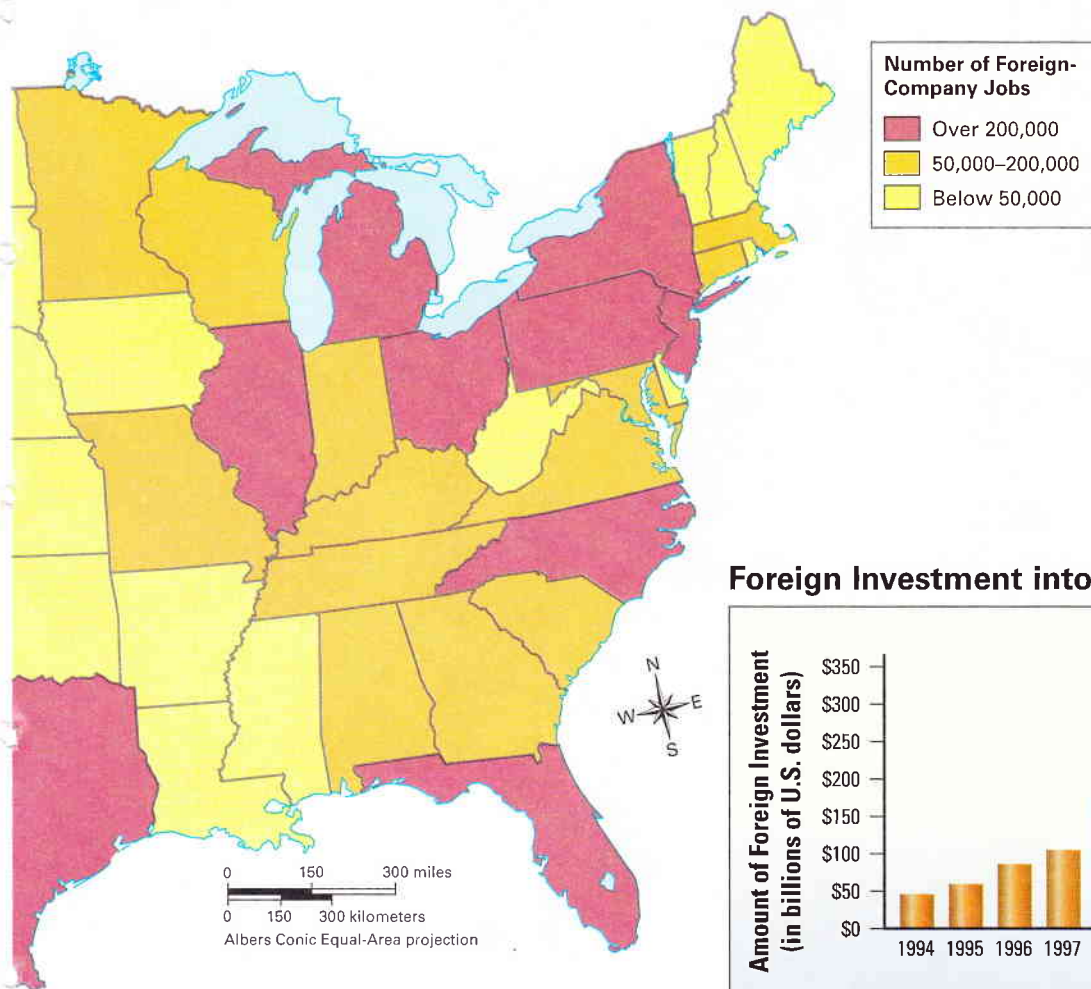 Number of Foreign-
Company Jobs
Over 200,000
50,000–200,000
Below 50,000
N
W
E
S
0 150 300 miles
0 150 300 kilometers
Albers Conic Equal-Area projection
Foreign Investment into
Amount of Foreign Investment
(in billions of U.S. dollars)
$350
$300
$250
$200
$150
$100
$50
$0
1994 1995 1996 1997